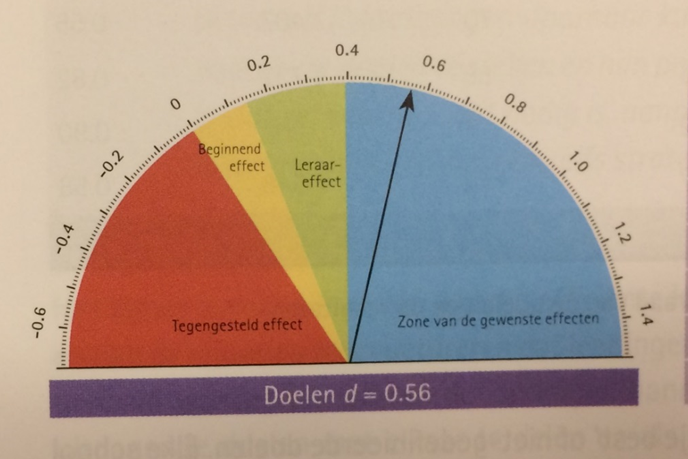 -0.6
-0.4
-0.2
0
0.2
0.4
0.6
0.8
1.0
1.2
1.4
Beginnend
effect
Leraar-
effect
Tegengesteld effect
Zone van de gewenste effecten
Doelen d = 0.56